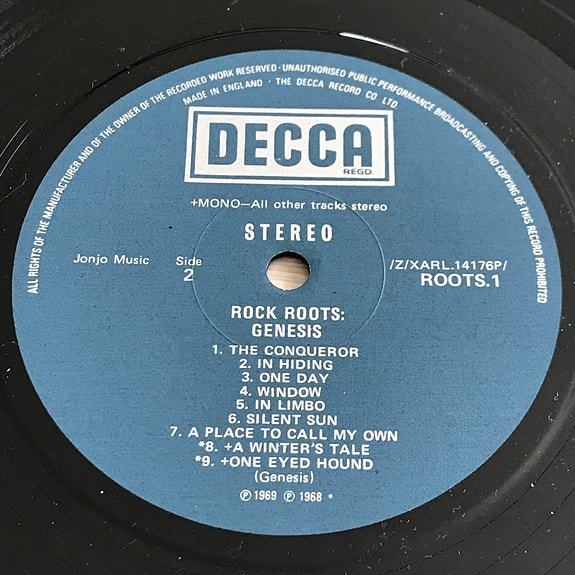 ALL RIGHTS OF THE MANUFACTURER AND OF THE OWNER OF THE RECORDED WORK RESERVED · UNAUTHORISED PUBLIC PERFORMANCE BROADCASTING AND COPYING OF THIS RECORD PROHIBITED
MADE IN ENGLAND · THE DECCA RECORD CO LTD
DECCA
REGD.
+MONO—All other tracks stereo
STEREO
Jonjo Music
Side
2
/Z/XARL.14176P/
ROOTS.1
ROCK ROOTS:
GENESIS
1. THE CONQUEROR
2. IN HIDING
3. ONE DAY
4. WINDOW
5. IN LIMBO
6. SILENT SUN
7. A PLACE TO CALL MY OWN
*8. +A WINTER'S TALE
*9. +ONE EYED HOUND
(Genesis)
℗ 1969 ℗ 1968 *